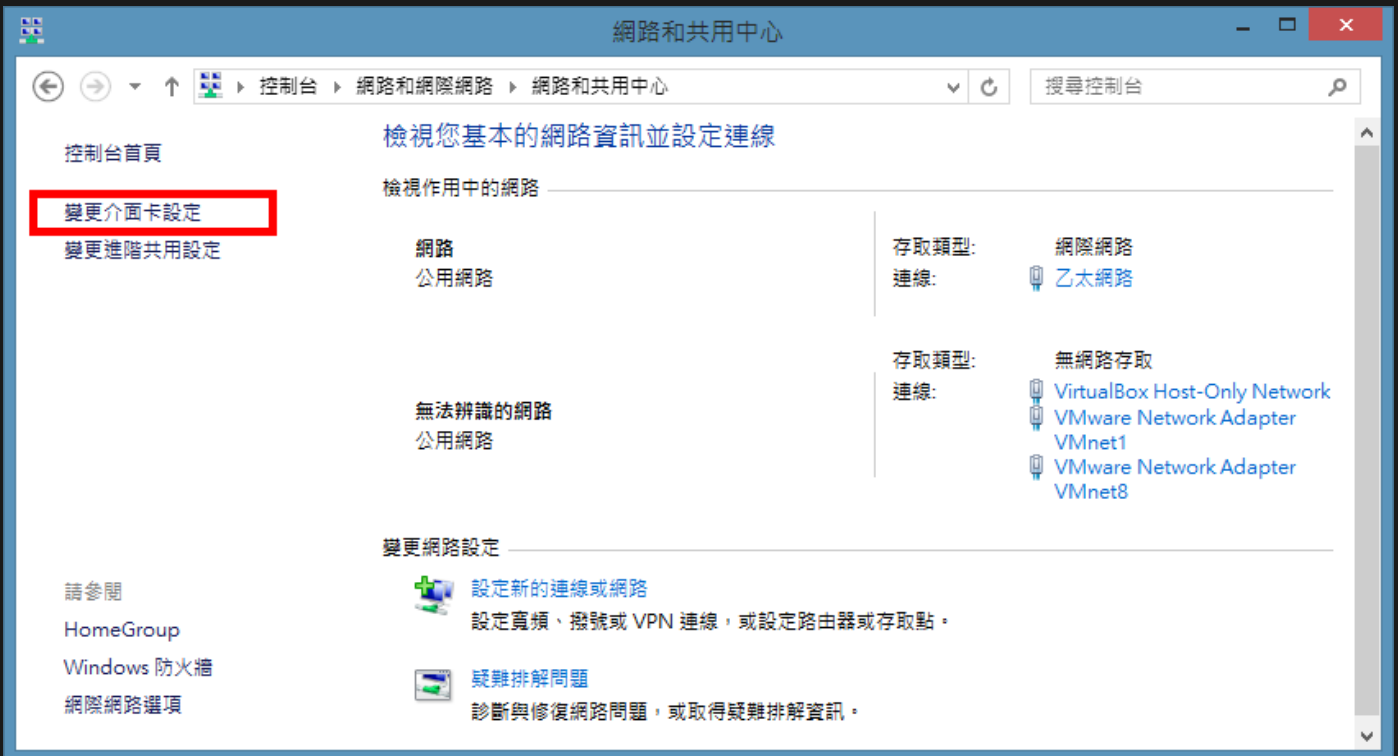 網路和共用中心
控制台 網路和網際網路 網路和共用中心
搜尋控制台
控制台首頁
變更介面卡設定
變更進階共用設定
檢視您基本的網路資訊並設定連線
檢視作用中的網路
網路
公用網路
存取類型: 網際網路
連線: 乙太網路
無法辨識的網路
公用網路
存取類型: 無網路存取
連線: VirtualBox Host-Only Network
VMware Network Adapter
VMnet1
VMware Network Adapter
VMnet8
變更網路設定
設定新的連線或網路
設定寬頻、撥號或 VPN 連線，或設定路由器或存取點。
疑難排解問題
診斷與修復網路問題，或取得疑難排解資訊。
請參閱
HomeGroup
Windows 防火牆
網際網路選項